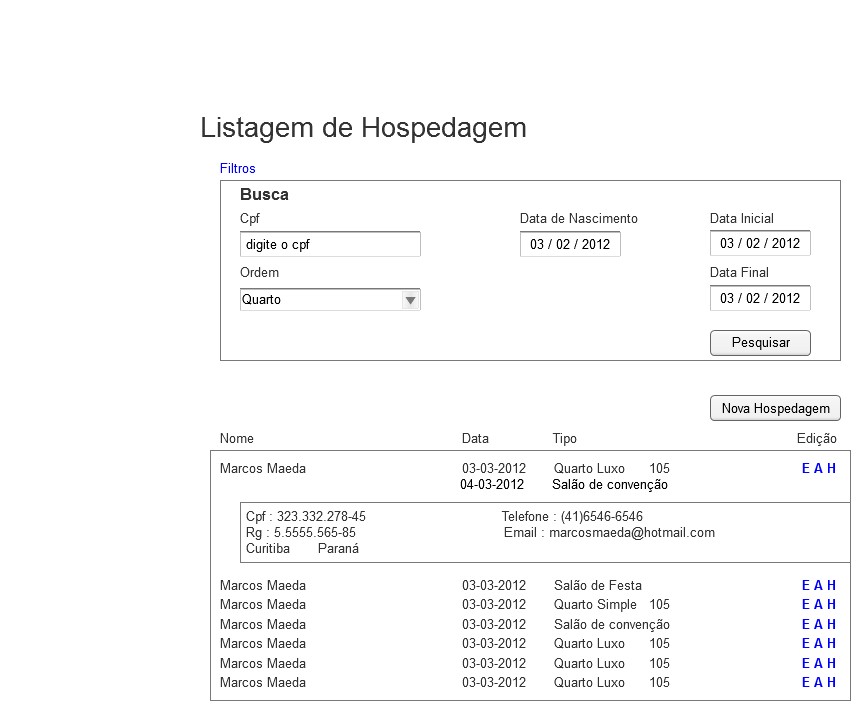 Listagem de Hospedagem
Filtros
Busca
Cpf Data de Nascimento Data Inicial
digite o cpf 03 / 02 / 2012 03 / 02 / 2012
Ordem Data Final
Quarto 03 / 02 / 2012
Pesquisar
Nova Hospedagem
Nome Data Tipo Edição
Marcos Maeda 03-03-2012 Quarto Luxo 105 E A H
04-03-2012 Salão de convenção
Cpf : 323.332.278-45 Telefone : (41)6546-6546
Rg : 5.5555.565-85 Email : marcosmaeda@hotmail.com
Curitiba Paraná
Marcos Maeda 03-03-2012 Salão de Festa E A H
Marcos Maeda 03-03-2012 Quarto Simple 105 E A H
Marcos Maeda 03-03-2012 Salão de convenção E A H
Marcos Maeda 03-03-2012 Quarto Luxo 105 E A H
Marcos Maeda 03-03-2012 Quarto Luxo 105 E A H
Marcos Maeda 03-03-2012 Quarto Luxo 105 E A H